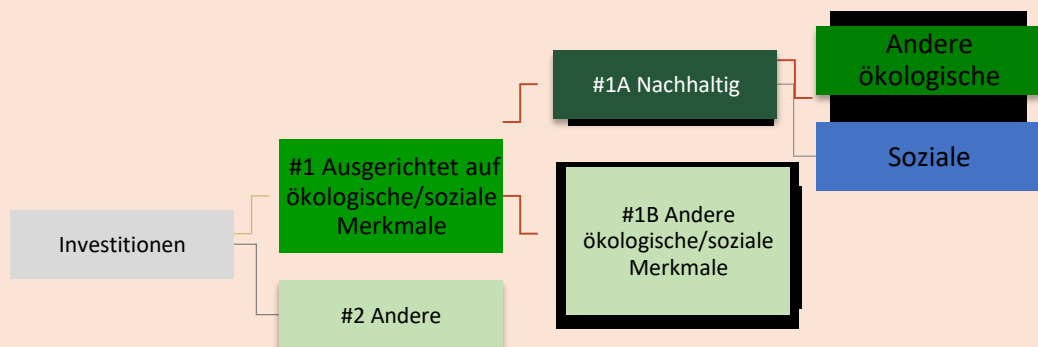 Investitionen
#1 Ausgerichtet auf
ökologische/soziale
Merkmale
#2 Andere
#1A Nachhaltig
#1B Andere
ökologische/soziale
Merkmale
Andere
ökologische
Soziale